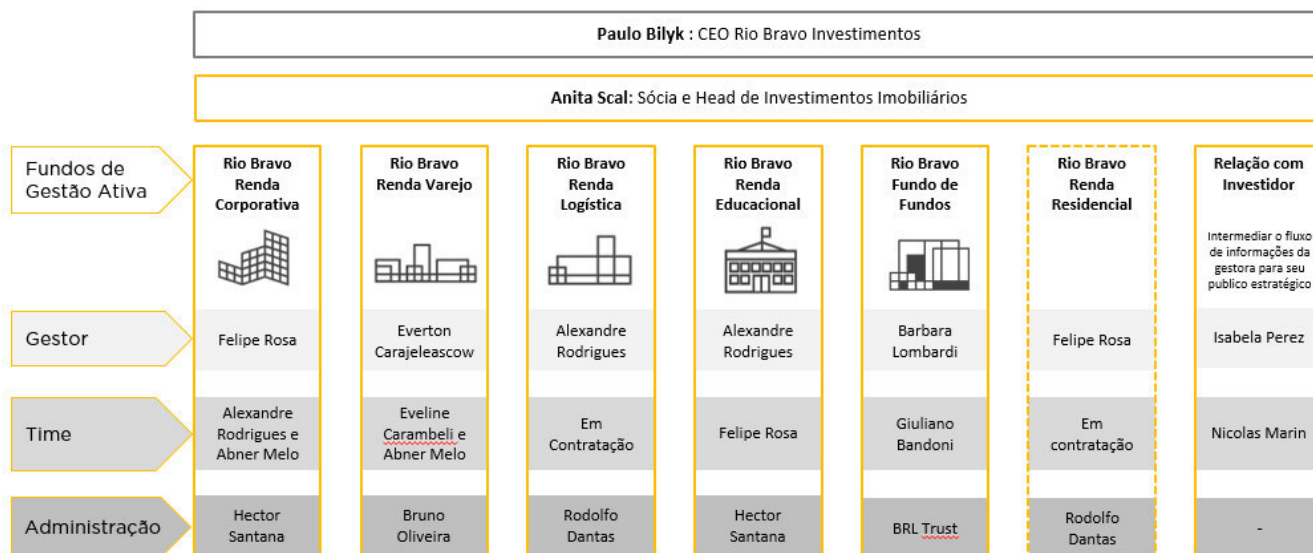 Paulo Bilyk : CEO Rio Bravo Investimentos
Anita Scal: Sócia e Head de Investimentos Imobiliários
Fundos de
Gestão Ativa
Rio Bravo
Renda
Corporativa
Rio Bravo
Renda Varejo
Rio Bravo
Renda
Logística
Rio Bravo
Renda
Educacional
Rio Bravo
Fundo de
Fundos
Rio Bravo
Renda
Residencial
Relação com
Investidor
Intermediar o fluxo
de informações da
gestora para seu
publico estratégico
Gestor
Felipe Rosa
Everton
Carajeleascow
Alexandre
Rodrigues
Alexandre
Rodrigues
Barbara
Lombardi
Felipe Rosa
Isabela Perez
Time
Alexandre
Rodrigues e
Abner Melo
Eveline
Carambeli e
Abner Melo
Em
Contratação
Felipe Rosa
Giuliano
Bandoni
Em
contratação
Nicolas Marin
Administração
Hector
Santana
Bruno
Oliveira
Rodolfo
Dantas
Hector
Santana
BRL Trust
Rodolfo
Dantas
-